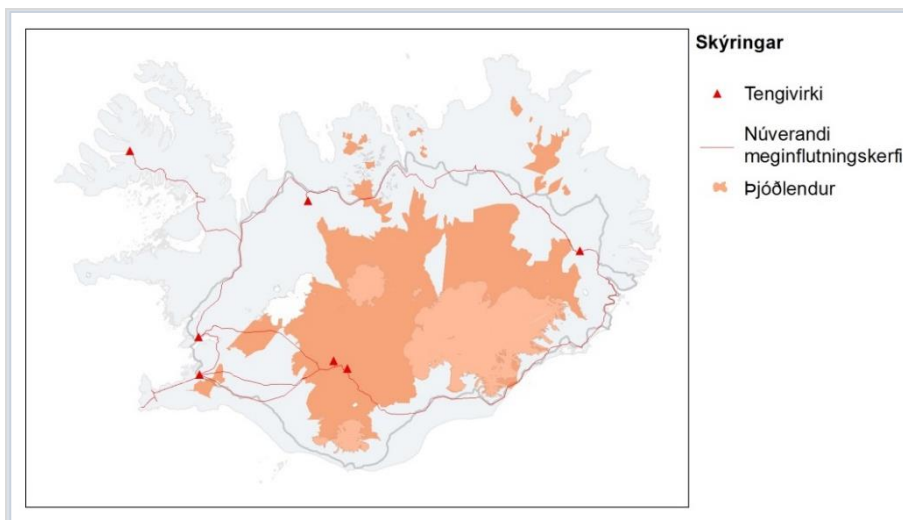 Skýringar
Tengivirki
Núverandi
meginflutningskerfi
Þjóðlendur